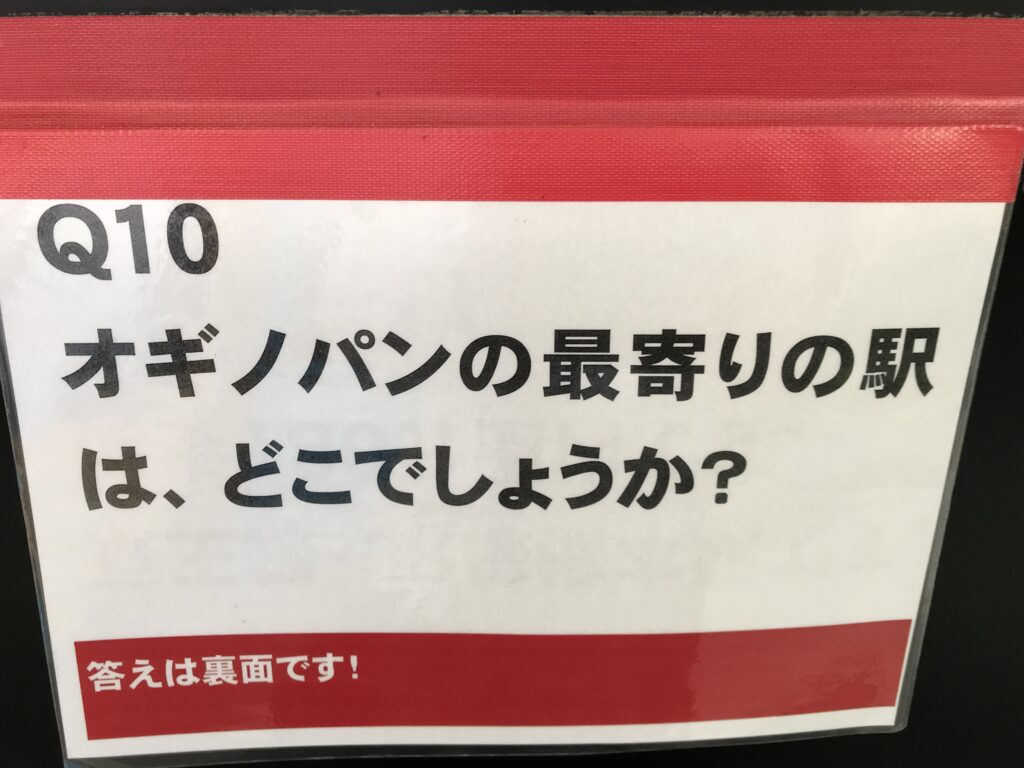 Q10
オギノパンの最寄りの駅
は、どこでしょうか？
答えは裏面です！